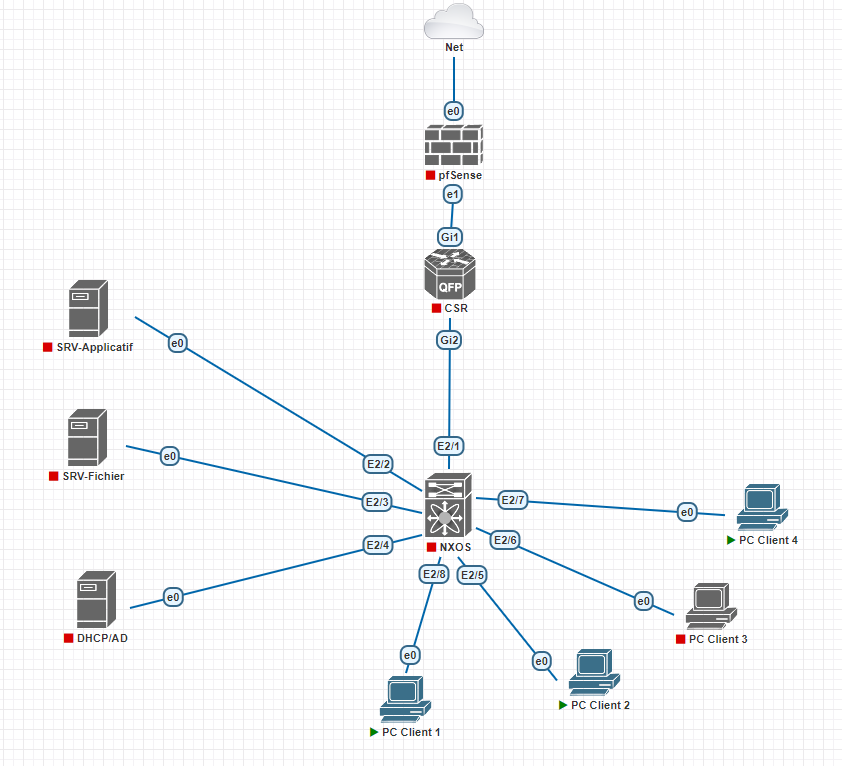 Net
e0
pfSense
e1
Gi1
QFP
CSR
Gi2
SRV-Applicatif
e0
E2/1
SRV-Fichier
e0
E2/2
E2/3
E2/4
NXOS
E2/7
e0
PC Client 4
E2/6
e0
PC Client 3
DHCP/AD
e0
E2/8
E2/5
e0
PC Client 1
e0
PC Client 2